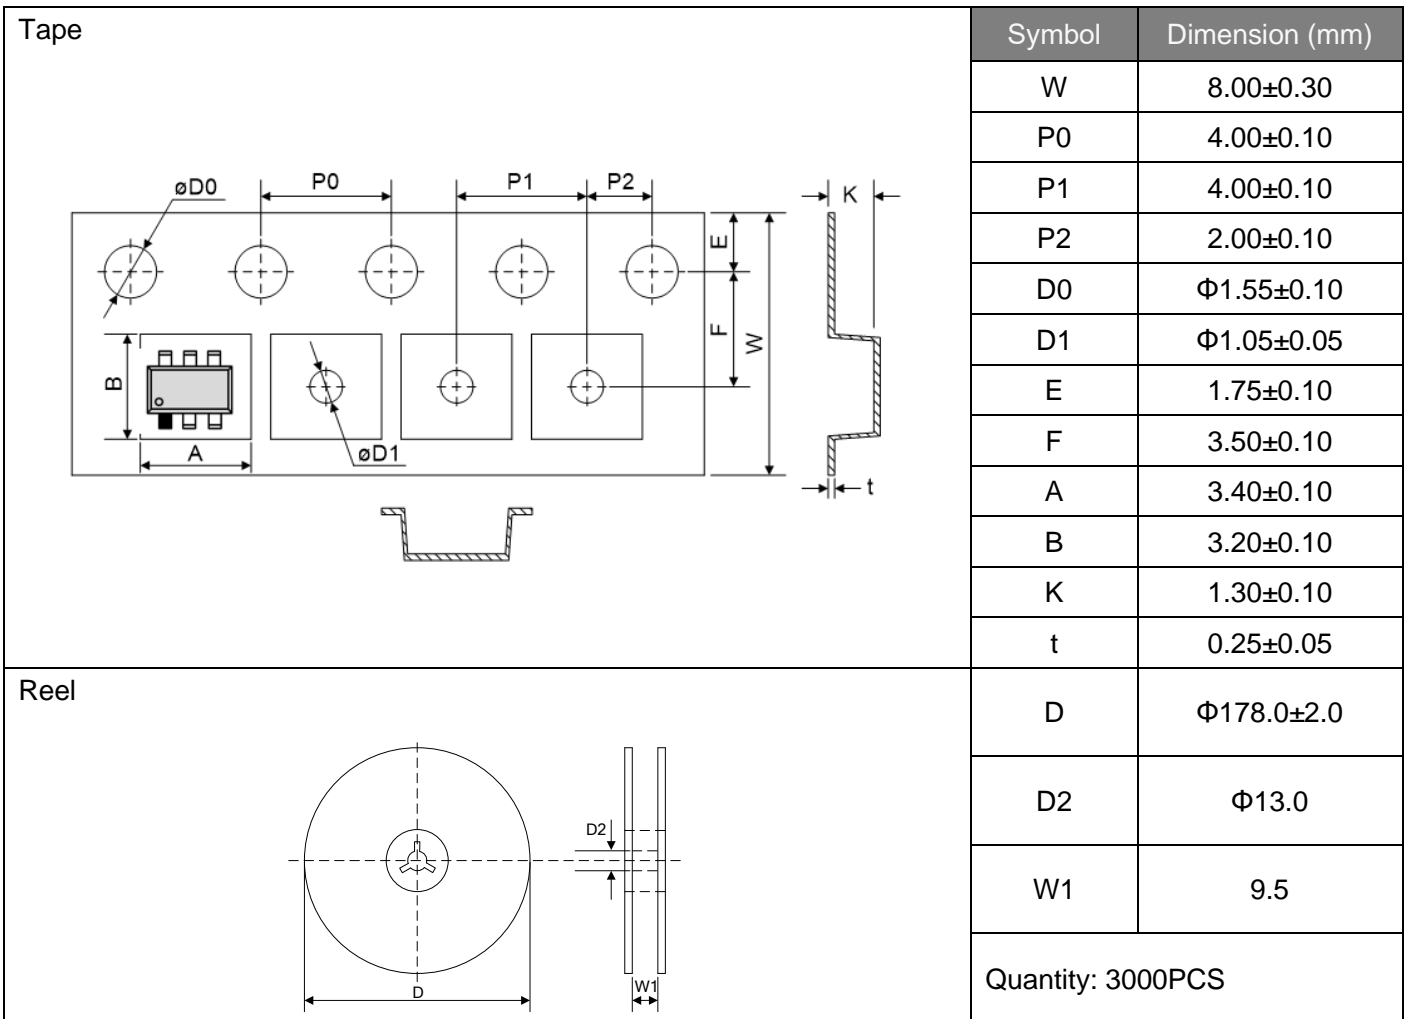 Tape
Symbol Dimension (mm)
W 8.00±0.30
P0 4.00±0.10
P1 4.00±0.10
P2 2.00±0.10
D0 Φ1.55±0.10
D1 Φ1.05±0.05
E 1.75±0.10
F 3.50±0.10
A 3.40±0.10
B 3.20±0.10
K 1.30±0.10
t 0.25±0.05
øD0
P0
P1
P2
E
F
W
B
A
øD1
K
t
Reel
D Φ178.0±2.0
D2 Φ13.0
W1 9.5
Quantity: 3000PCS
D2
W1
D